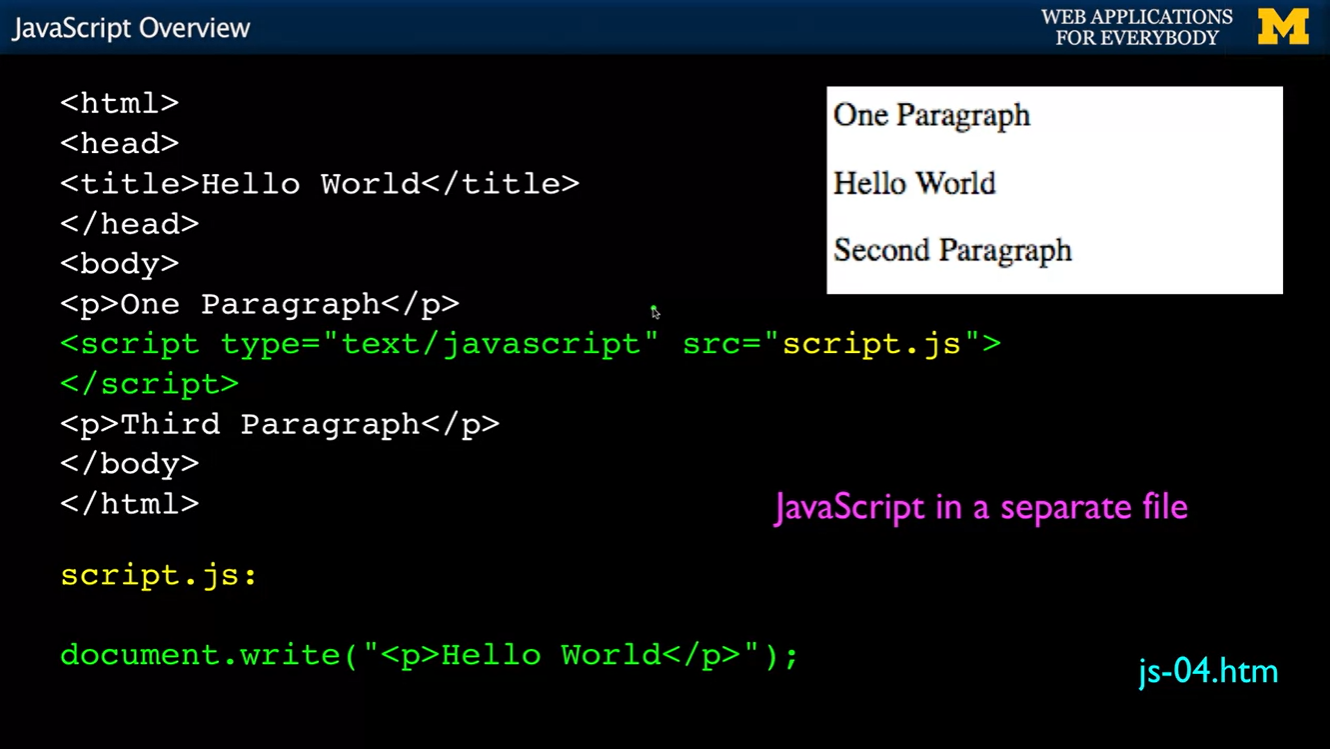 JavaScript Overview
WEB APPLICATIONS
FOR EVERYBODY
M
<html>
<head>
<title>Hello World</title>
</head>
<body>
<p>One Paragraph</p>
<script type="text/javascript" src="script.js">
</script>
<p>Third Paragraph</p>
</body>
</html>
One Paragraph
Hello World
Second Paragraph
JavaScript in a separate file
script.js:
document.write("<p>Hello World</p>");
js-04.htm